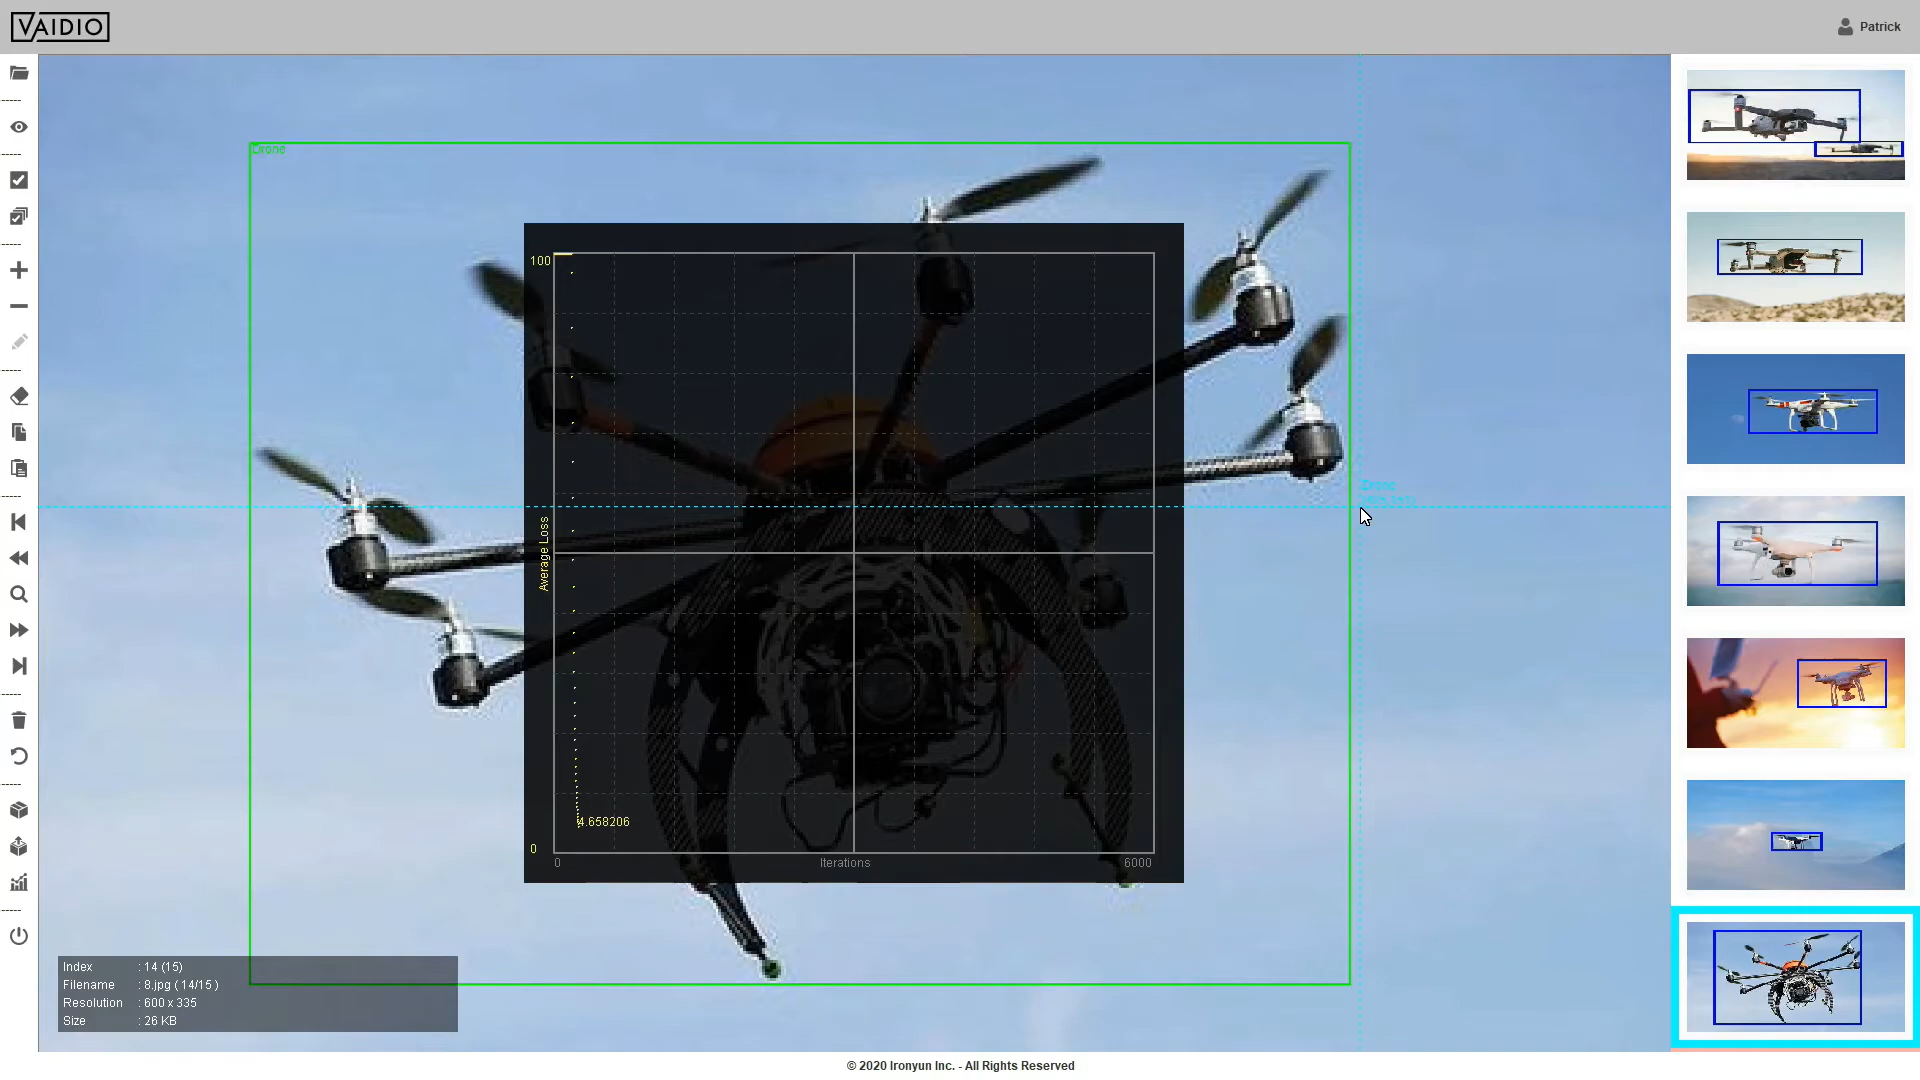 VAIDIO
Patrick
Drone
100
Drone
Average Loss
4.658206
0
0
Iterations
6000
Index : 14 (15)
Filename : 8.jpg ( 14/15 )
Resolution : 600 x 335
Size : 26 KB
© 2020 Ironyun Inc. - All Rights Reserved